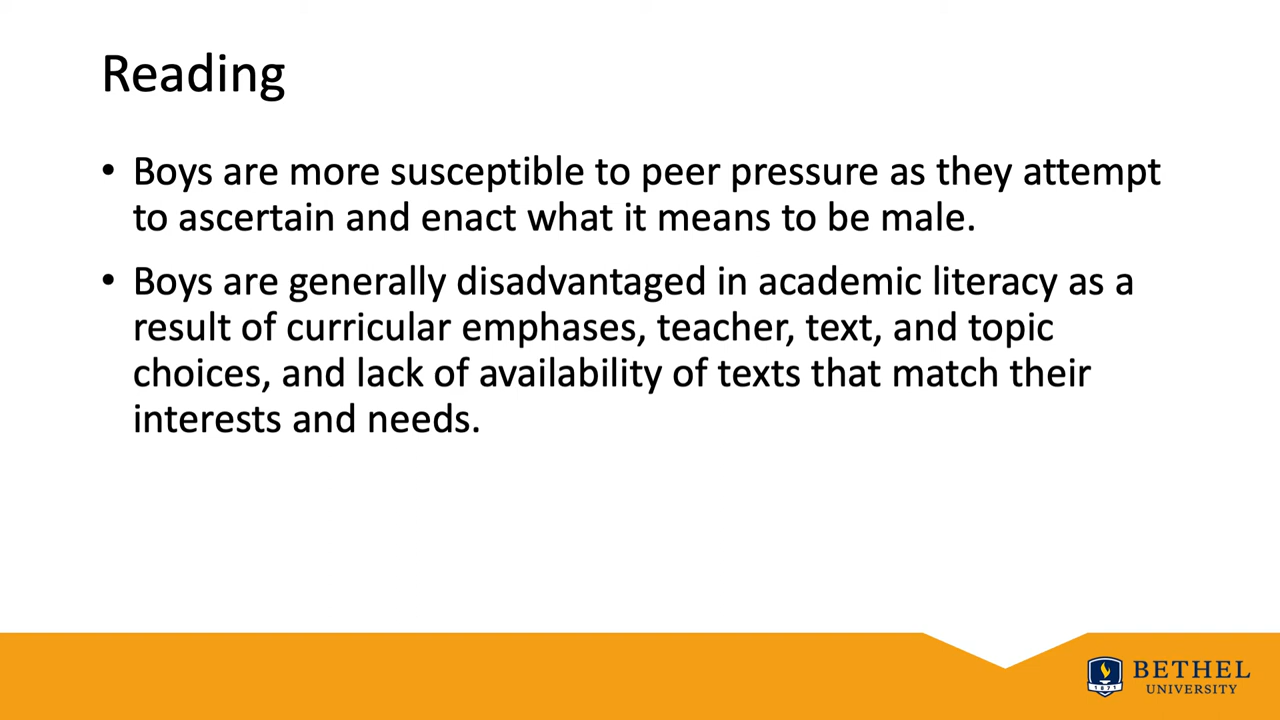 Reading
• Boys are more susceptible to peer pressure as they attempt
to ascertain and enact what it means to be male.
• Boys are generally disadvantaged in academic literacy as a
result of curricular emphases, teacher, text, and topic
choices, and lack of availability of texts that match their
interests and needs.
1871
BETHEL
UNIVERSITY